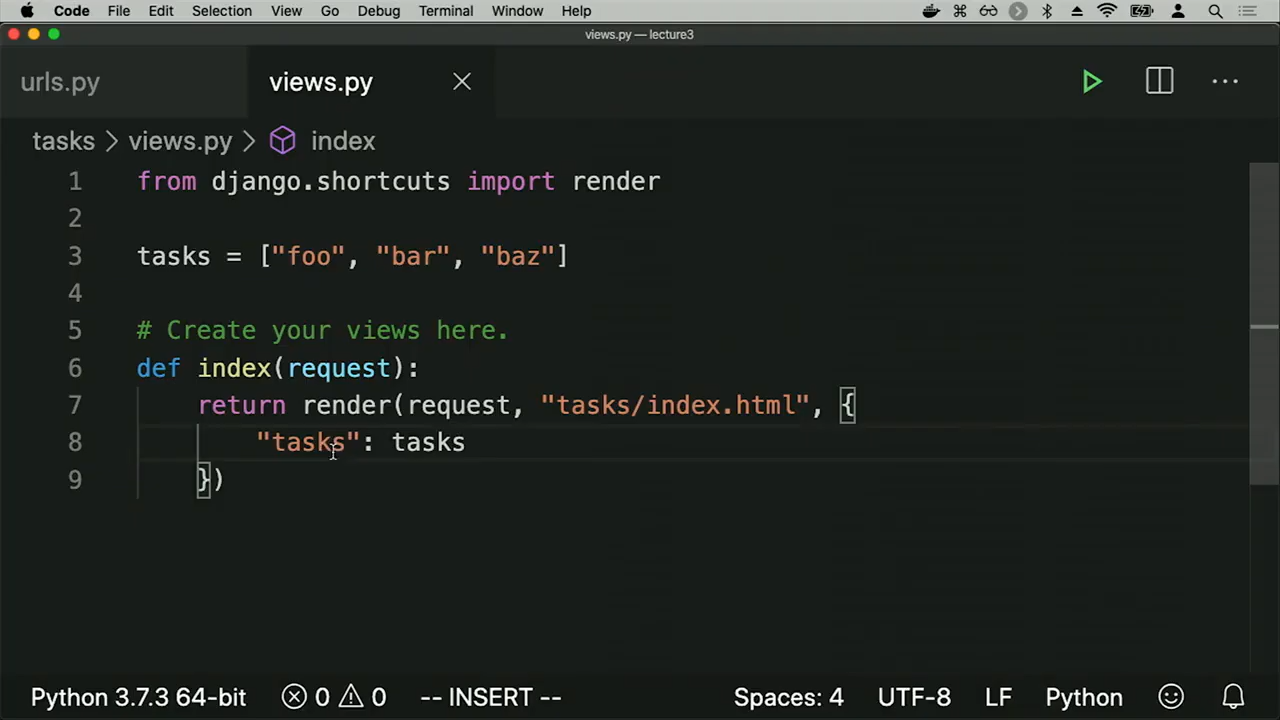 Code File Edit Selection View Go Debug Terminal Window Help
views.py — lecture3
urls.py views.py
tasks > views.py > index
1 from django.shortcuts import render
2
3 tasks = ["foo", "bar", "baz"]
4
5 # Create your views here.
6 def index(request):
7     return render(request, "tasks/index.html", {
8         "tasks": tasks
9     })
Python 3.7.3 64-bit 0 0 -- INSERT -- Spaces: 4 UTF-8 LF Python